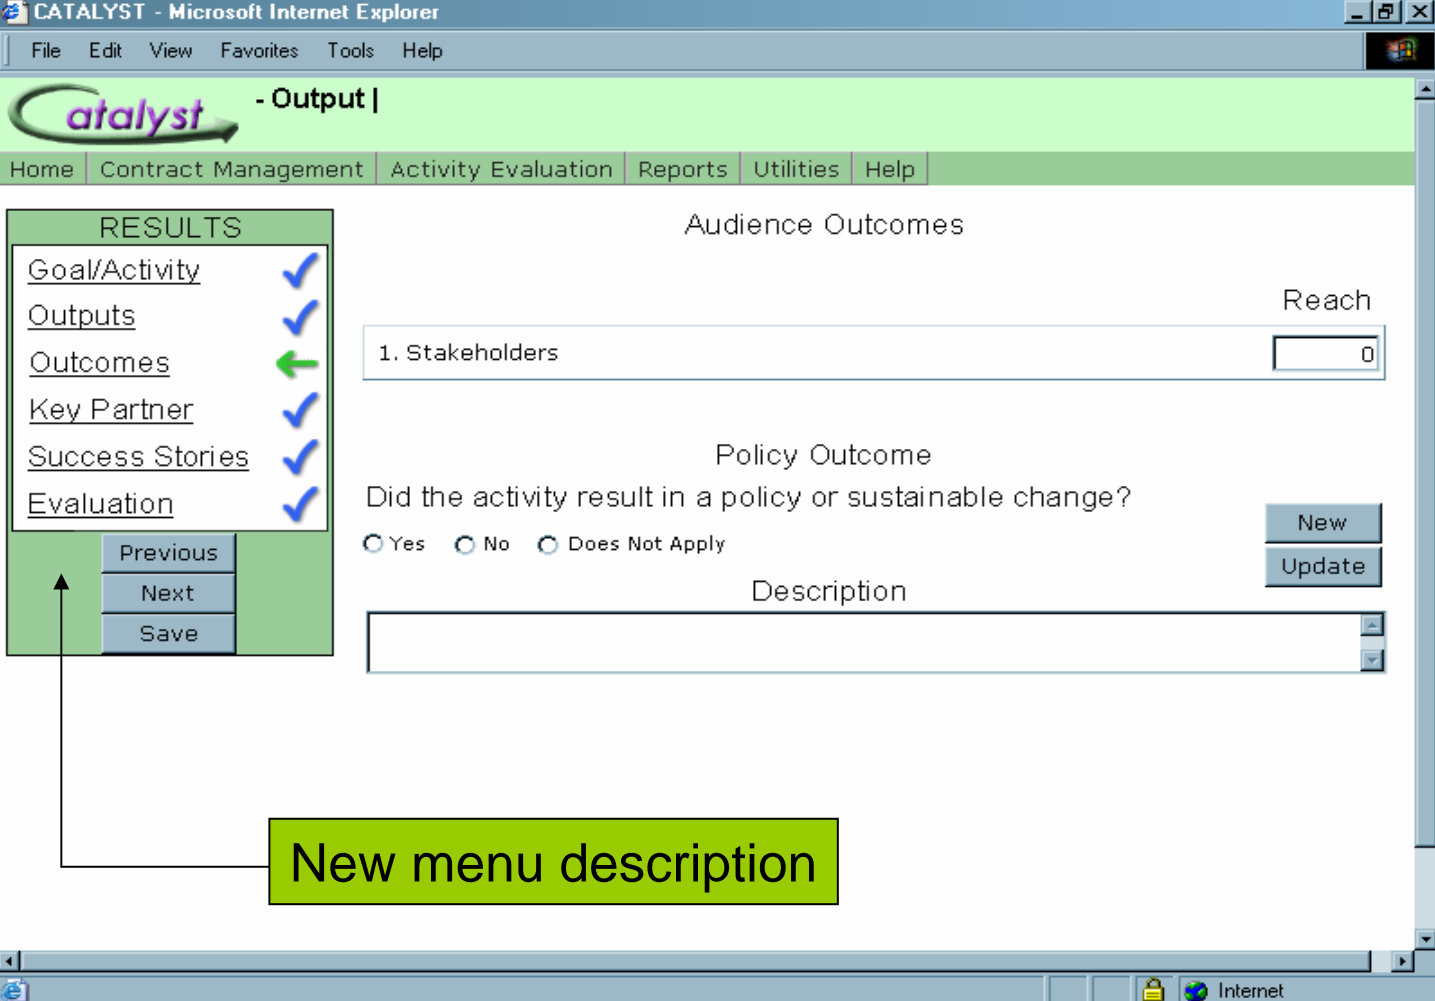 CATALYST - Microsoft Internet Explorer
File Edit View Favorites Tools Help
Catalyst - Output |
Home Contract Management Activity Evaluation Reports Utilities Help
RESULTS
Goal/Activity
Outputs
Outcomes
Key Partner
Success Stories
Evaluation
Previous
Next
Save
Audience Outcomes
Reach
1. Stakeholders 0
Policy Outcome
Did the activity result in a policy or sustainable change?
Yes No Does Not Apply
New
Update
Description
New menu description
Internet